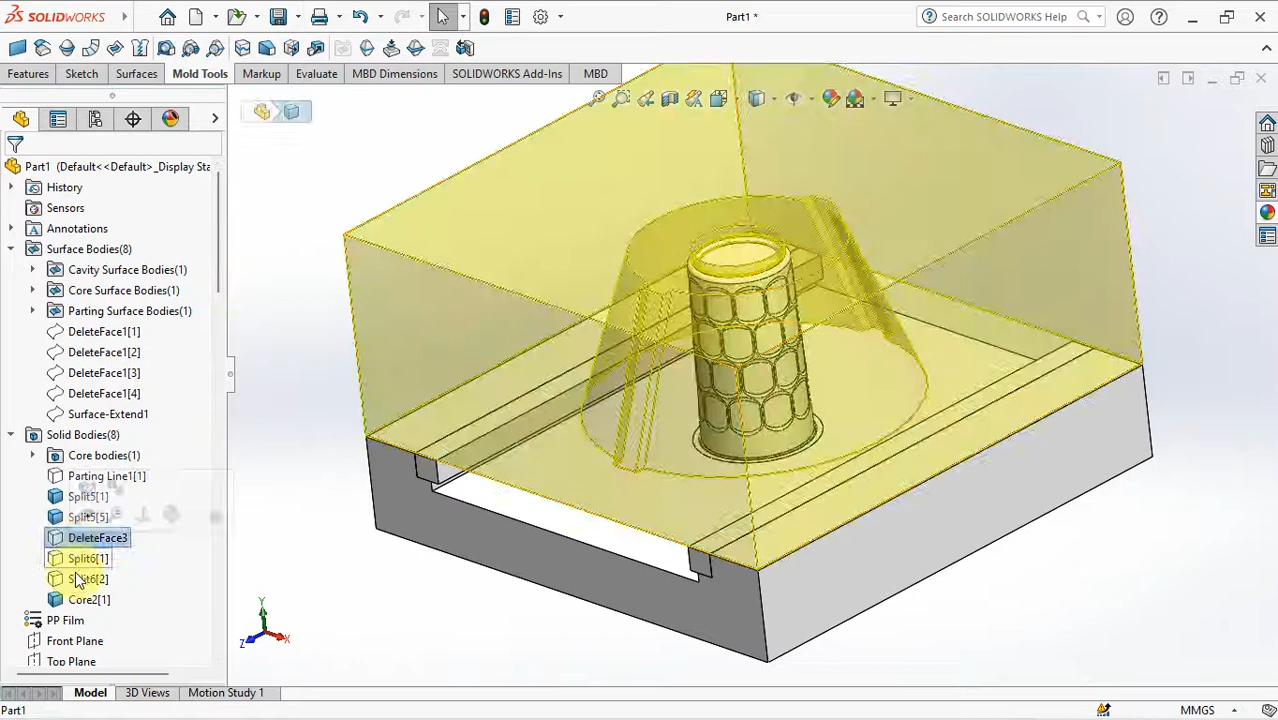 SOLIDWORKS
Part1 *
Search SOLIDWORKS Help
Features
Sketch
Surfaces
Mold Tools
Markup
Evaluate
MBD Dimensions
SOLIDWORKS Add-Ins
MBD
Part1 (Default<<Default>_Display Sta
History
Sensors
Annotations
Surface Bodies(8)
Cavity Surface Bodies(1)
Core Surface Bodies(1)
Parting Surface Bodies(1)
DeleteFace1[1]
DeleteFace1[2]
DeleteFace1[3]
DeleteFace1[4]
Surface-Extend1
Solid Bodies(8)
Core bodies(1)
Parting Line1[1]
Split5[1]
Split5[5]
DeleteFace3
Split6[1]
Split6[2]
Core2[1]
PP Film
Front Plane
Top Plane
Y
Z
X
Model
3D Views
Motion Study 1
Part1
MMGS